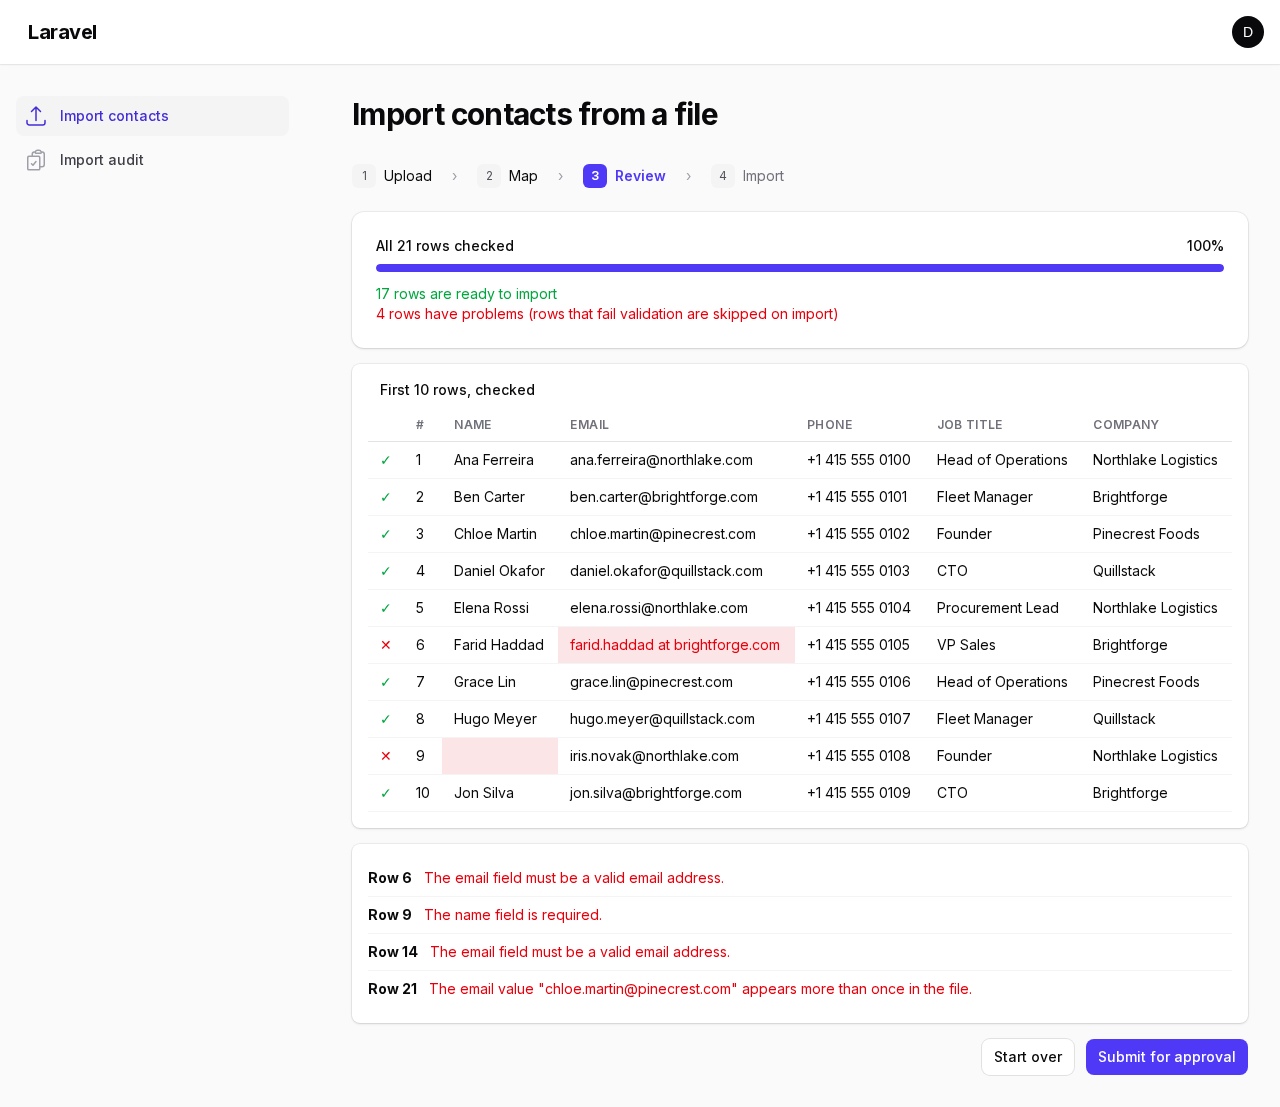 Laravel
D
Import contacts
Import audit
Import contacts from a file
1 Upload › 2 Map › 3 Review › 4 Import
All 21 rows checked 100%
17 rows are ready to import
4 rows have problems (rows that fail validation are skipped on import)
First 10 rows, checked
# NAME EMAIL PHONE JOB TITLE COMPANY
✓ 1 Ana Ferreira ana.ferreira@northlake.com +1 415 555 0100 Head of Operations Northlake Logistics
✓ 2 Ben Carter ben.carter@brightforge.com +1 415 555 0101 Fleet Manager Brightforge
✓ 3 Chloe Martin chloe.martin@pinecrest.com +1 415 555 0102 Founder Pinecrest Foods
✓ 4 Daniel Okafor daniel.okafor@quillstack.com +1 415 555 0103 CTO Quillstack
✓ 5 Elena Rossi elena.rossi@northlake.com +1 415 555 0104 Procurement Lead Northlake Logistics
✕ 6 Farid Haddad farid.haddad at brightforge.com +1 415 555 0105 VP Sales Brightforge
✓ 7 Grace Lin grace.lin@pinecrest.com +1 415 555 0106 Head of Operations Pinecrest Foods
✓ 8 Hugo Meyer hugo.meyer@quillstack.com +1 415 555 0107 Fleet Manager Quillstack
✕ 9 iris.novak@northlake.com +1 415 555 0108 Founder Northlake Logistics
✓ 10 Jon Silva jon.silva@brightforge.com +1 415 555 0109 CTO Brightforge
Row 6 The email field must be a valid email address.
Row 9 The name field is required.
Row 14 The email field must be a valid email address.
Row 21 The email value "chloe.martin@pinecrest.com" appears more than once in the file.
Start over Submit for approval